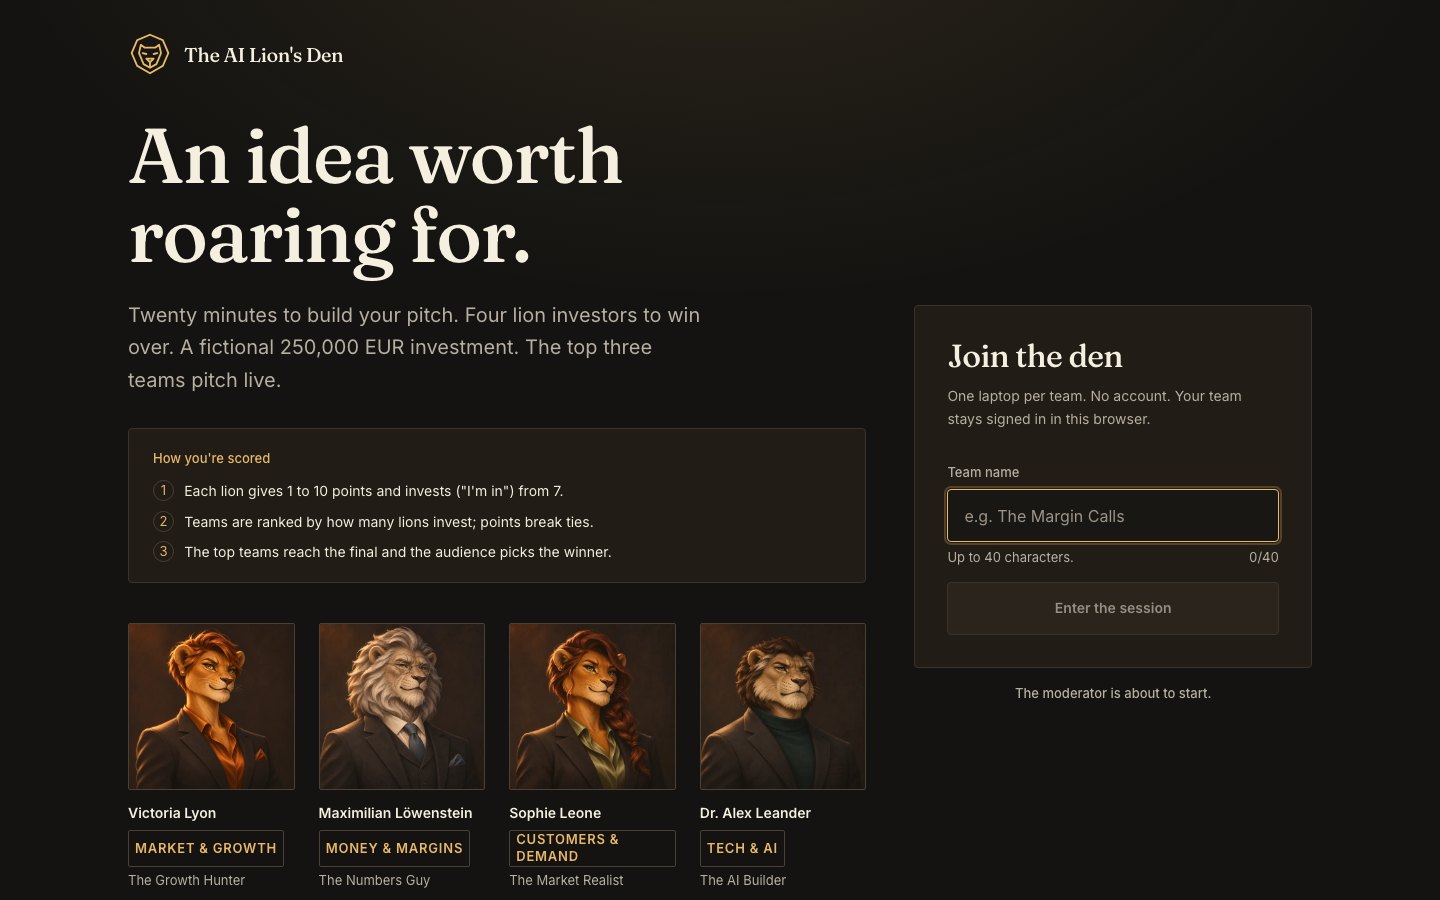 The AI Lion's Den
An idea worth
roaring for.
Twenty minutes to build your pitch. Four lion investors to win
over. A fictional 250,000 EUR investment. The top three
teams pitch live.
How you're scored
1 Each lion gives 1 to 10 points and invests ("I'm in") from 7.
2 Teams are ranked by how many lions invest; points break ties.
3 The top teams reach the final and the audience picks the winner.
Victoria Lyon
MARKET & GROWTH
The Growth Hunter
Maximilian Löwenstein
MONEY & MARGINS
The Numbers Guy
Sophie Leone
CUSTOMERS &
DEMAND
The Market Realist
Dr. Alex Leander
TECH & AI
The AI Builder
Join the den
One laptop per team. No account. Your team
stays signed in in this browser.
Team name
e.g. The Margin Calls
Up to 40 characters. 0/40
Enter the session
The moderator is about to start.